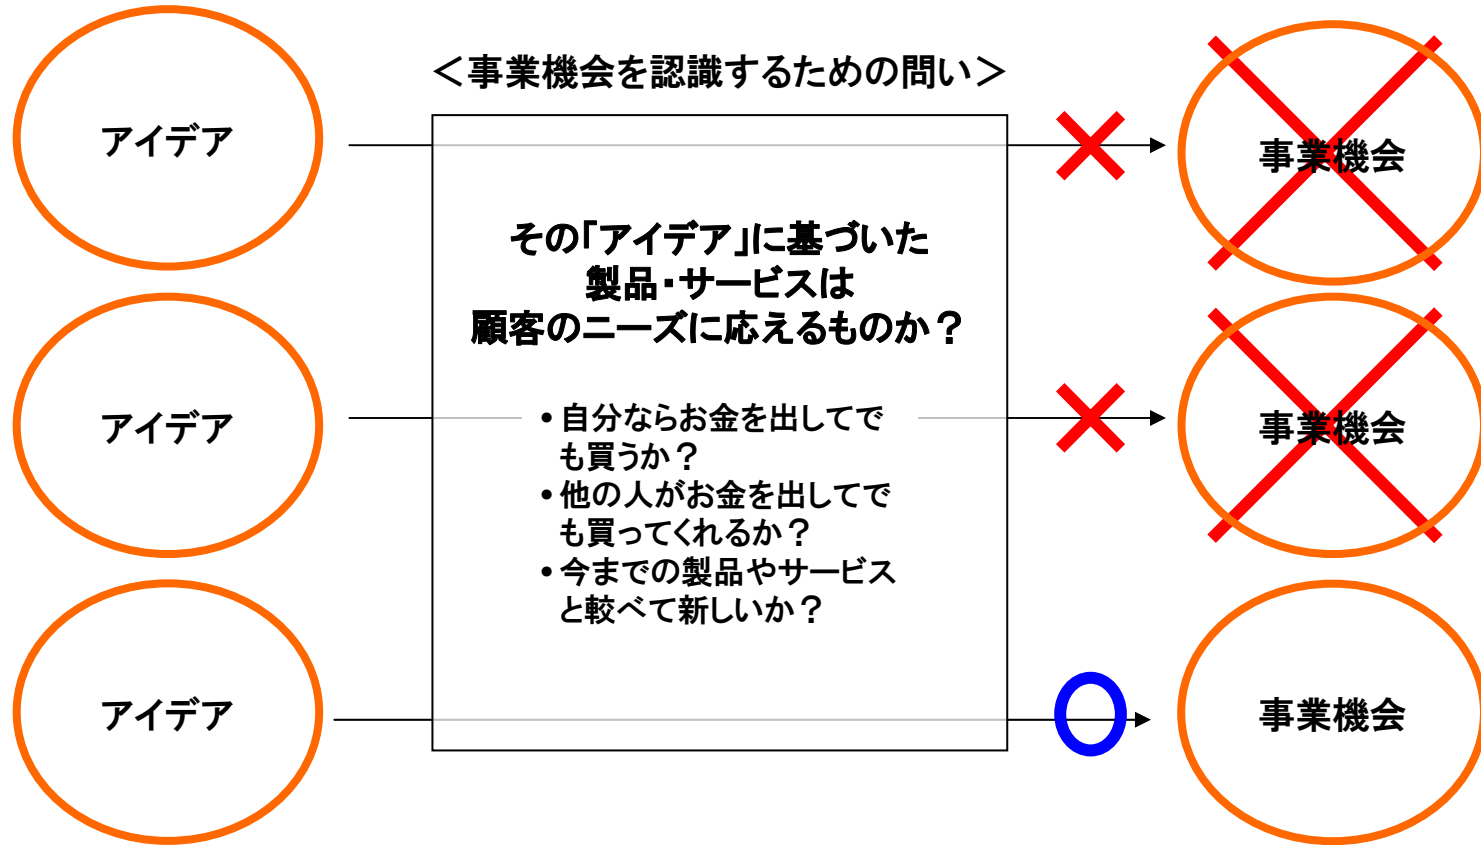 ＜事業機会を認識するための問い＞
アイデア
事業機会
その「アイデア」に基づいた
製品・サービスは
顧客のニーズに応えるものか？
アイデア
• 自分ならお金を出してで
も買うか？
• 他の人がお金を出してで
も買ってくれるか？
• 今までの製品やサービス
と較べて新しいか？
事業機会
アイデア
事業機会